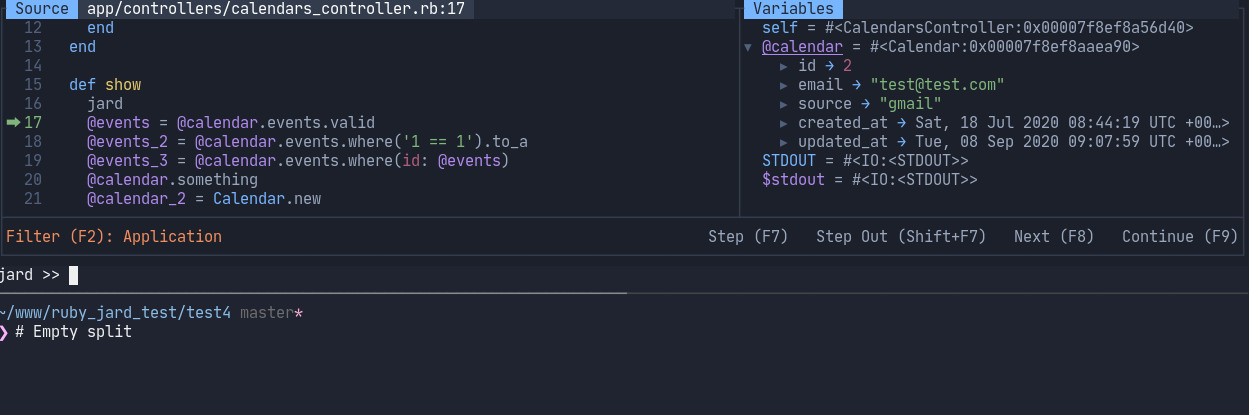 Source app/controllers/calendars_controller.rb:17
12 end
13 end
14
15 def show
16 jard
➡17 @events = @calendar.events.valid
18 @events_2 = @calendar.events.where('1 == 1').to_a
19 @events_3 = @calendar.events.where(id: @events)
20 @calendar.something
21 @calendar_2 = Calendar.new
Variables
self = #<CalendarsController:0x00007f8ef8a56d40>
▾ @calendar = #<Calendar:0x00007f8ef8aaea90>
▸ id → 2
▸ email → "test@test.com"
▸ source → "gmail"
▸ created_at → Sat, 18 Jul 2020 08:44:19 UTC +00…>
▸ updated_at → Tue, 08 Sep 2020 09:07:59 UTC +00…>
STDOUT = #<IO:<STDOUT>>
$stdout = #<IO:<STDOUT>>
Filter (F2): Application Step (F7) Step Out (Shift+F7) Next (F8) Continue (F9)
jard >>
~/www/ruby_jard_test/test4 master*
❯ # Empty split